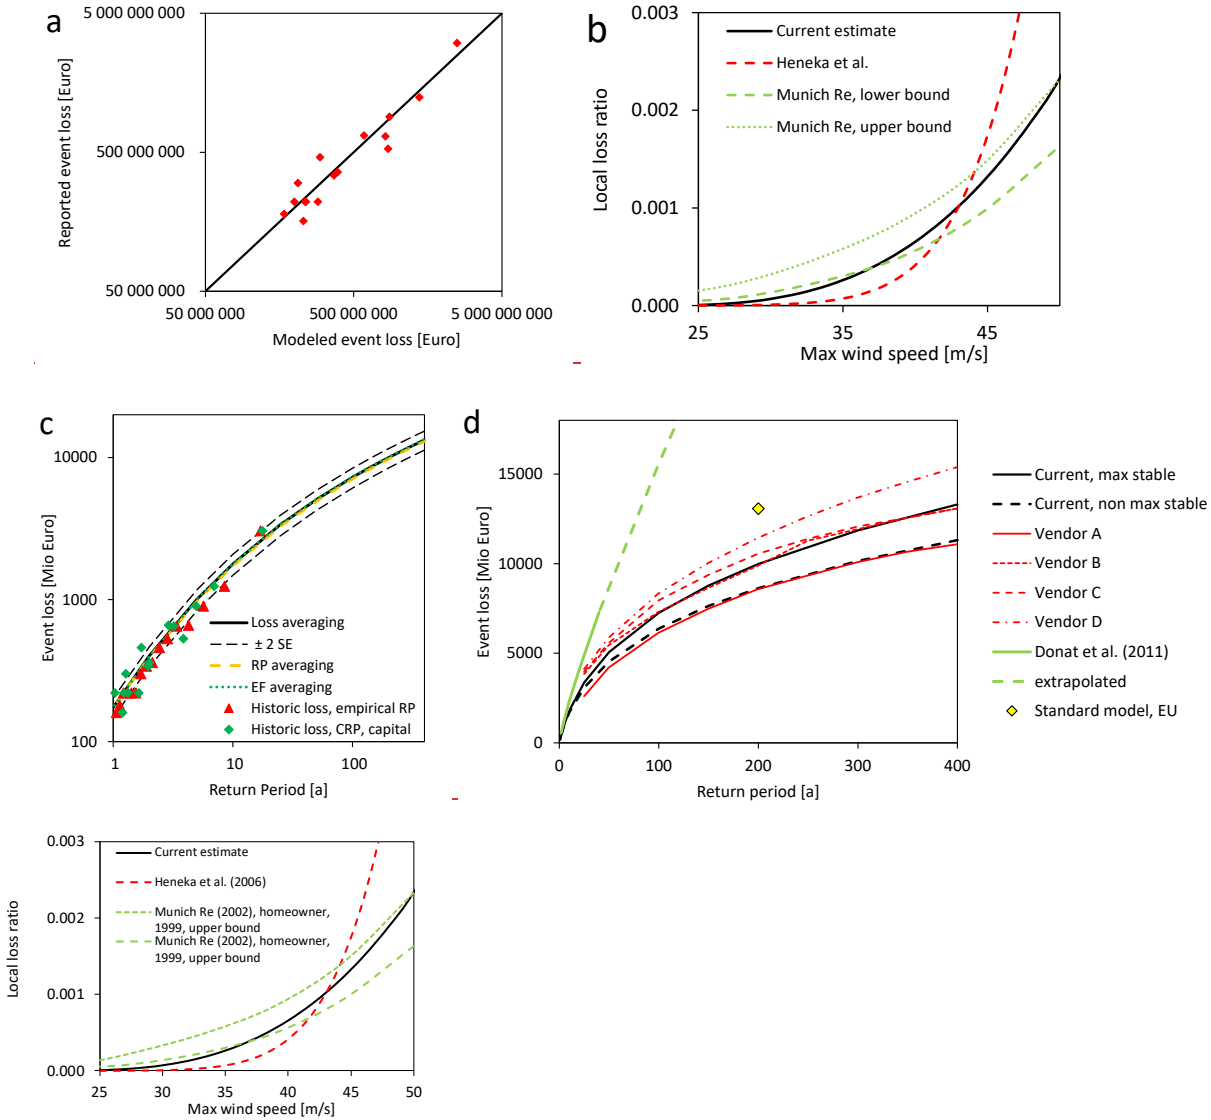 a
5 000 000 000
500 000 000
50 000 000
50 000 000
500 000 000
5 000 000 000
Reported event loss [Euro]
Modeled event loss [Euro]
b
0.003
0.002
0.001
0.000
25
35
45
Local loss ratio
Max wind speed [m/s]
Current estimate
Heneka et al.
Munich Re, lower bound
Munich Re, upper bound
c
10000
1000
100
1
10
100
Event loss [Mio Euro]
Return Period [a]
Loss averaging
± 2 SE
RP averaging
EF averaging
Historic loss, empirical RP
Historic loss, CRP, capital
d
15000
10000
5000
0
0
100
200
300
400
Event loss [Mio Euro]
Return period [a]
Current, max stable
Current, non max stable
Vendor A
Vendor B
Vendor C
Vendor D
Donat et al. (2011)
extrapolated
Standard model, EU
0.003
0.002
0.001
0.000
25
30
35
40
45
50
Local loss ratio
Max wind speed [m/s]
Current estimate
Heneka et al. (2006)
Munich Re (2002), homeowner,
1999, upper bound
Munich Re (2002), homeowner,
1999, upper bound